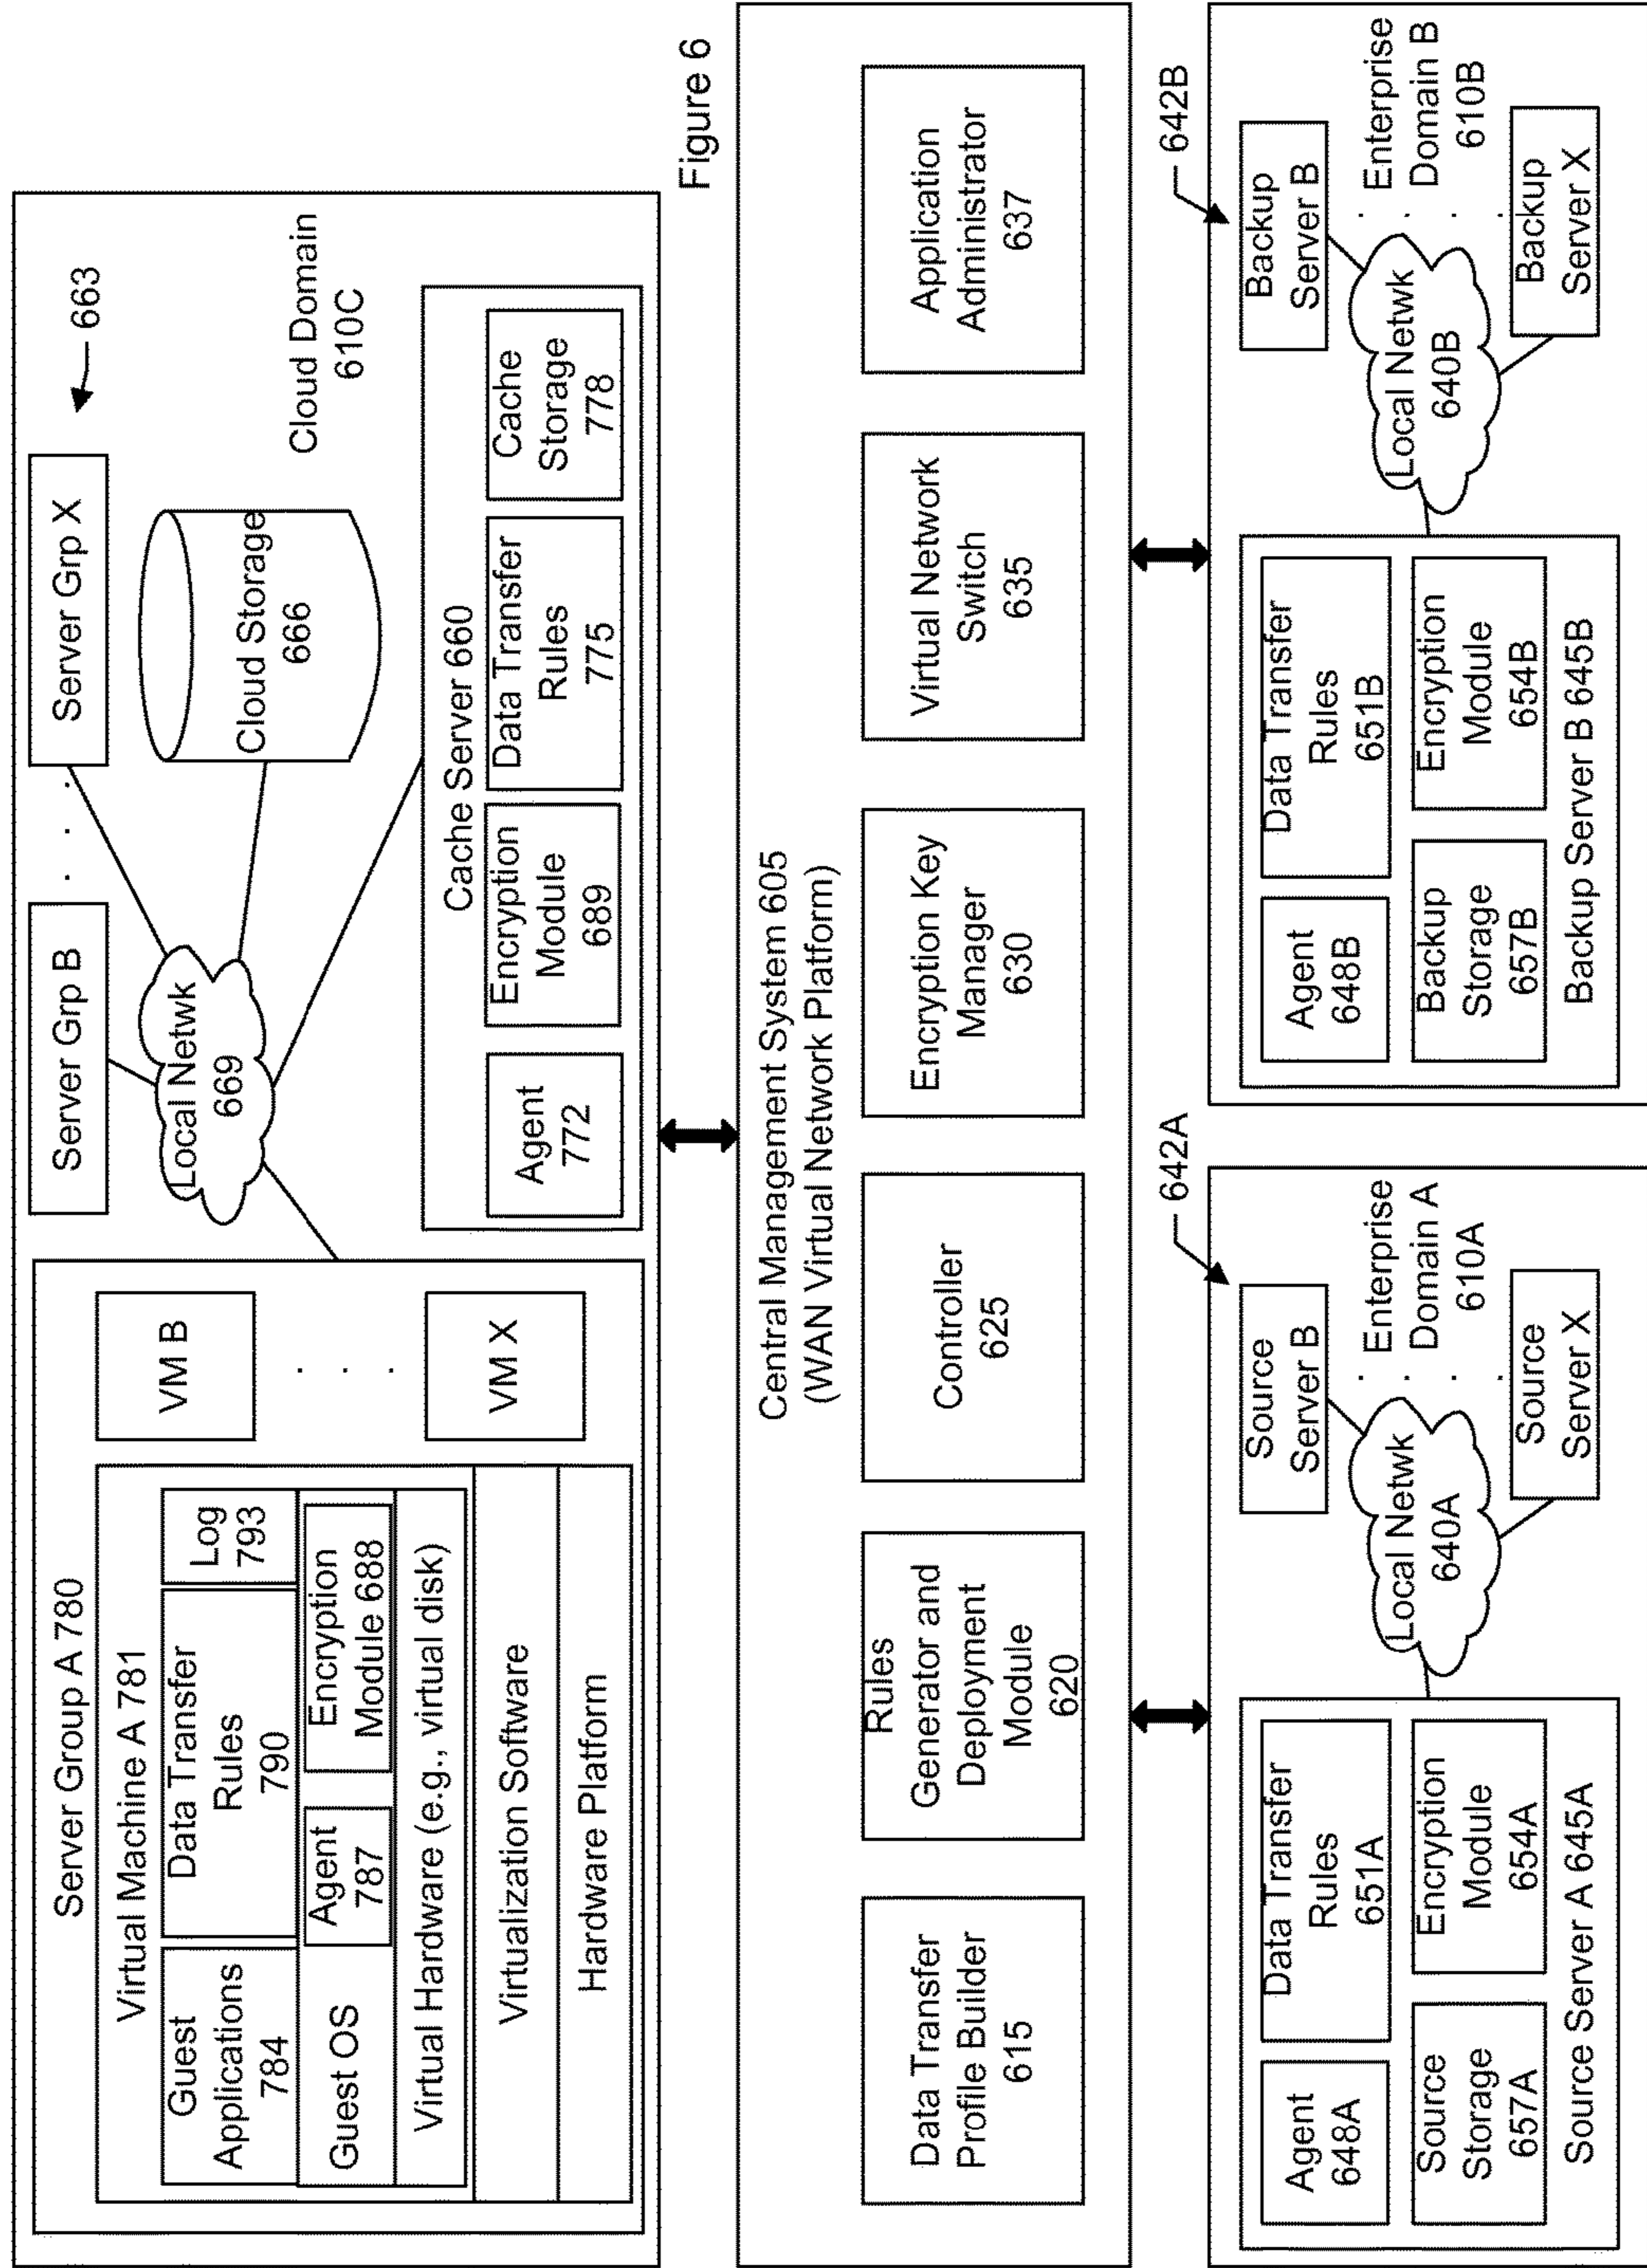 Server Group A 780
Virtual Machine A 781
Guest
Applications
784
Data Transfer
Rules
790
Log
793
Guest OS
Agent
787
Encryption
Module 688
Virtual Hardware (e.g., virtual disk)
Virtualization Software
Hardware Platform
VM B
.
.
.
VM X
Server Grp B
. . .
Server Grp X
663
Local Netwk
669
Cloud Storage
666
Cloud Domain
610C
Cache Server 660
Agent
772
Encryption
Module
689
Data Transfer
Rules
775
Cache
Storage
778
Figure 6
Central Management System 605
(WAN Virtual Network Platform)
Data Transfer
Profile Builder
615
Rules
Generator and
Deployment
Module
620
Controller
625
Encryption Key
Manager
630
Virtual Network
Switch
635
Application
Administrator
637
642A
Agent
648A
Data Transfer
Rules
651A
Source
Storage
657A
Encryption
Module
654A
Source Server A 645A
Local Netwk
640A
Source
Server B
.
.
.
Source
Server X
Enterprise
Domain A
610A
642B
Agent
648B
Data Transfer
Rules
651B
Backup
Storage
657B
Encryption
Module
654B
Backup Server B 645B
Local Netwk
640B
Backup
Server B
.
.
.
Backup
Server X
Enterprise
Domain B
610B